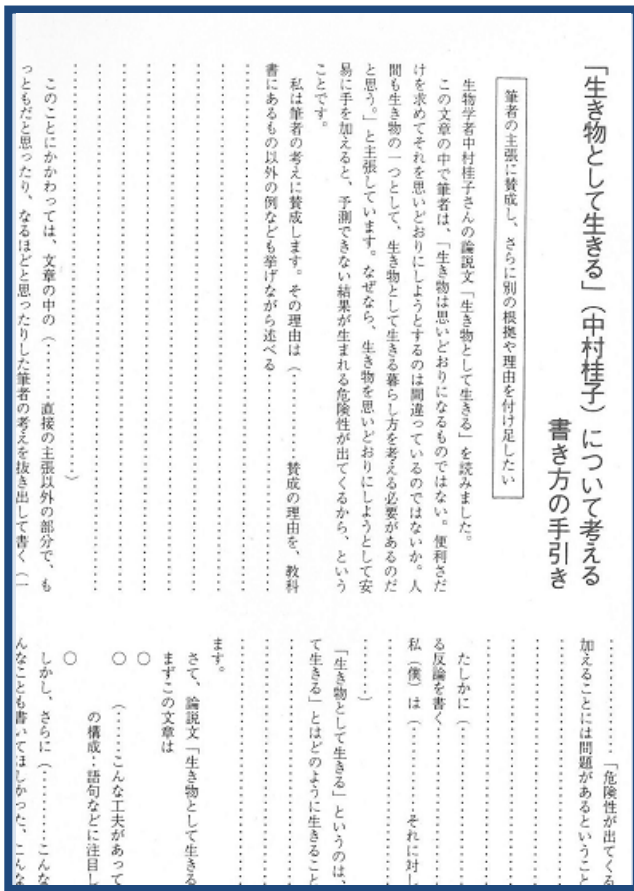 「生き物として生きる」（中村桂子）について考える
書き方の手引き
筆者の主張に賛成し、さらに別の根拠や理由を付け足したい
生物学者中村桂子さんの論説文「生き物として生きる」を読みました。
この文章の中で筆者は、「生き物は思いどおりになるものではない。便利さだ
けを求めてそれを思いどおりにしようとするのは間違っているのではないか。人
間も生き物の一つとして、生き物として生きる暮らし方を考える必要があるのだ
と思う。」と主張しています。なぜなら、生き物を思いどおりにしようとして安
易に手を加えると、予測できない結果が生まれる危険性が出てくるから、という
ことです。
私は筆者の考えに賛成します。その理由は（…………賛成の理由を、教科
書にあるもの以外の例なども挙げながら述べる…………
…………………………………………
…………………………………………
…………………………………………
…………………………………………
…………………………………………
…………………………………………）
このことにかかわっては、文章の中の（………直接の主張以外の部分で、も
っともだと思ったり、なるほどと思ったりした筆者の考えを抜き出して書く（一
…………「危険性が出てくる
加えることには問題があるということ
…………………………
…………………………
…………………………
たしかに（…………
る反論を書く…………
私（僕）は（…………それに対し
…………………………
………）
「生き物として生きる」というのは、
て生きる」とはどのように生きること
…………………………
…………………………
…………………………
ます。
さて、論説文「生き物として生きる
まずこの文章は
○
○　（……こんな工夫があって
の構成・語句などに注目し
○
しかし、さらに（…………こんな
んなことも書いてほしかった、こんな